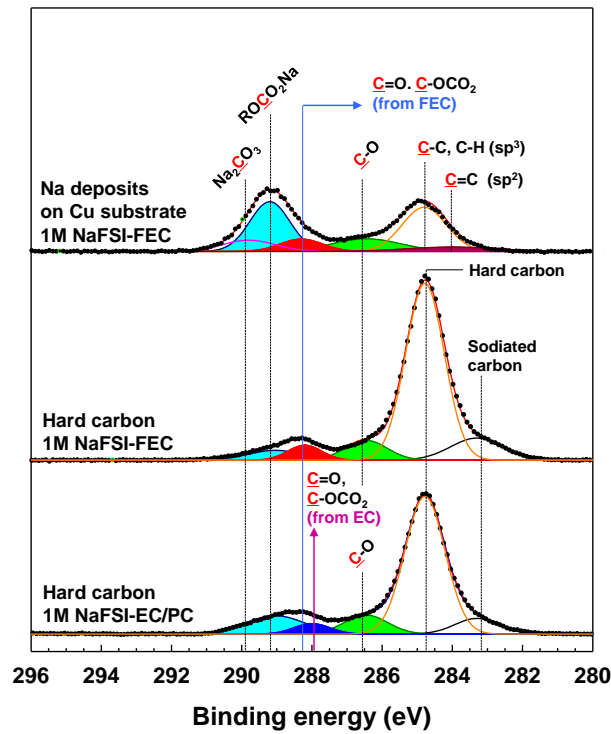 C=O. C-OCO₂
(from FEC)
ROCO₂Na
Na₂CO₃
C-O
C-C, C-H (sp³)
C=C (sp²)
Na deposits
on Cu substrate
1M NaFSI-FEC
Hard carbon
Sodiated
carbon
Hard carbon
1M NaFSI-FEC
C=O,
C-OCO₂
(from EC)
C-O
Hard carbon
1M NaFSI-EC/PC
296 294 292 290 288 286 284 282 280
Binding energy (eV)